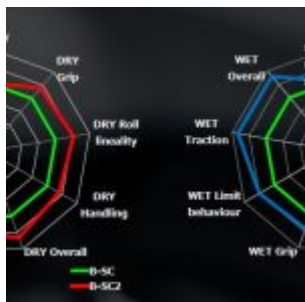 DRY
Grip
DRY Roll
lineality
DRY
Handling
DRY Overall
B-SC
B-SC2
WET
Overall
WET
Traction
WET Limit
behaviour
WET Grip